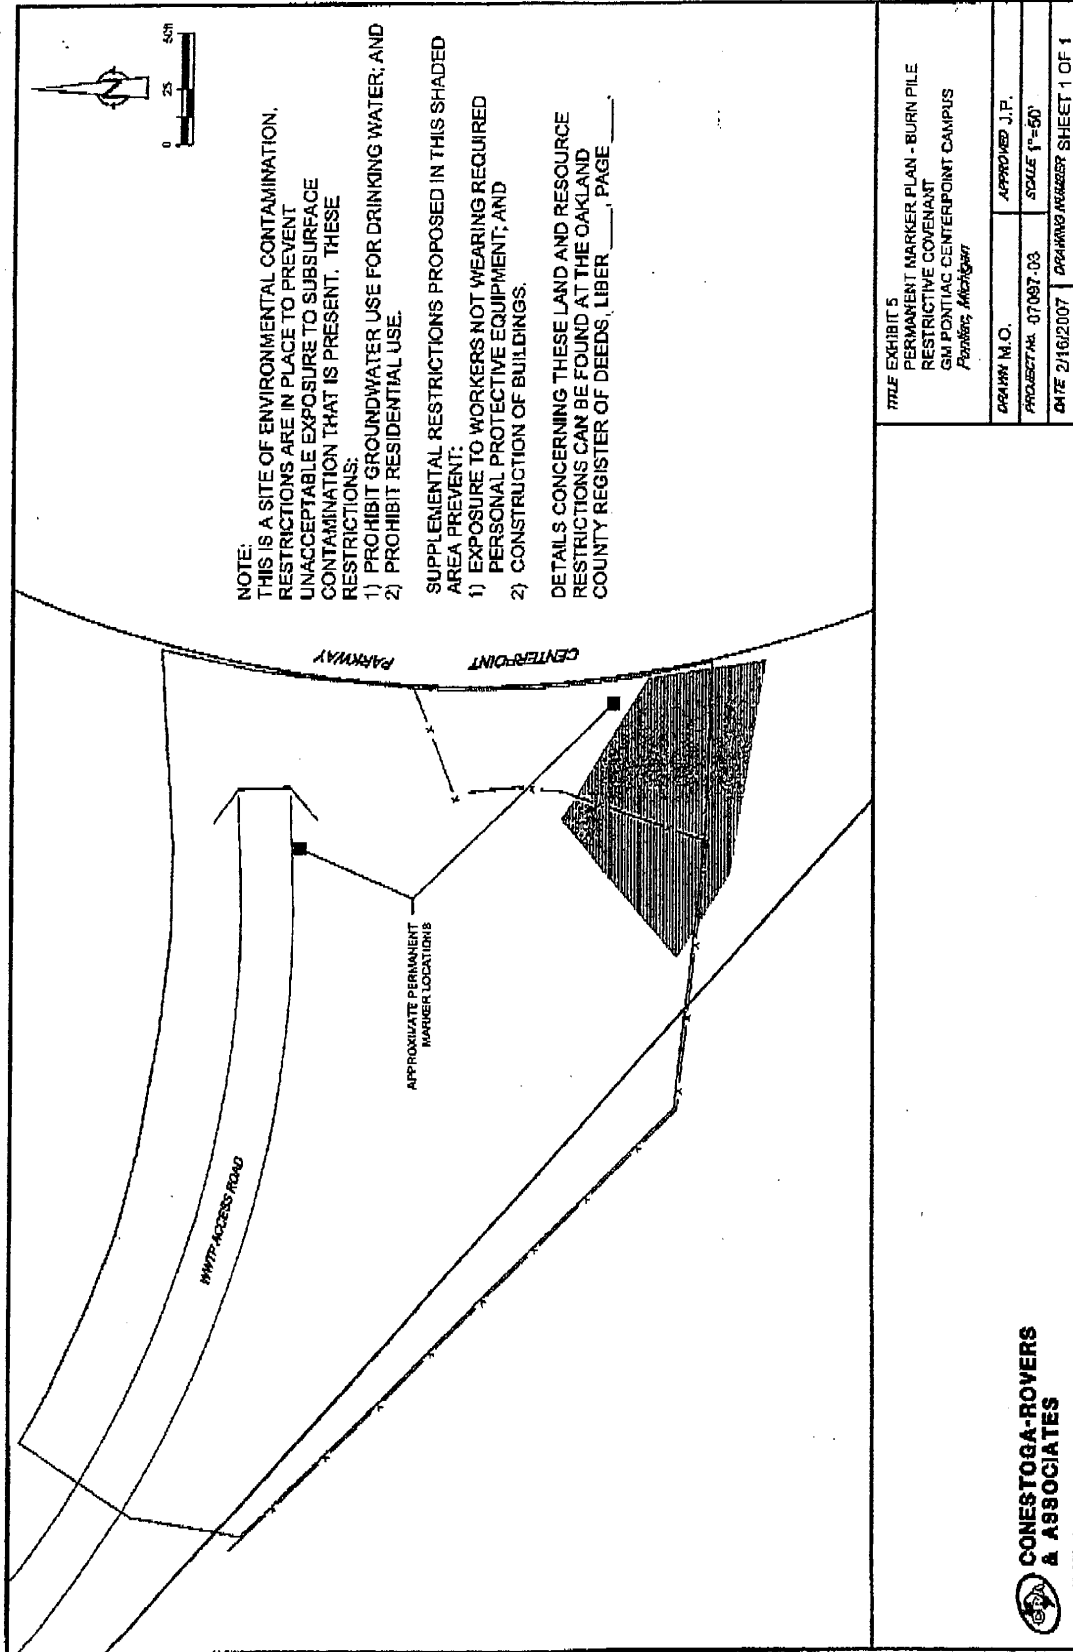 0 25 50ft
N
NOTE:
THIS IS A SITE OF ENVIRONMENTAL CONTAMINATION.
RESTRICTIONS ARE IN PLACE TO PREVENT
UNACCEPTABLE EXPOSURE TO SUBSURFACE
CONTAMINATION THAT IS PRESENT. THESE
RESTRICTIONS:
1) PROHIBIT GROUNDWATER USE FOR DRINKING WATER; AND
2) PROHIBIT RESIDENTIAL USE.
SUPPLEMENTAL RESTRICTIONS PROPOSED IN THIS SHADED
AREA PREVENT:
1) EXPOSURE TO WORKERS NOT WEARING REQUIRED
PERSONAL PROTECTIVE EQUIPMENT; AND
2) CONSTRUCTION OF BUILDINGS.
DETAILS CONCERNING THESE LAND AND RESOURCE
RESTRICTIONS CAN BE FOUND AT THE OAKLAND
COUNTY REGISTER OF DEEDS, LIBER ____, PAGE ____.
CENTERPOINT PARKWAY
WWTP ACCESS ROAD
APPROXIMATE PERMANENT
MARKER LOCATIONS
CRA
CONESTOGA-ROVERS
& ASSOCIATES
TITLE EXHIBIT 5
PERMANENT MARKER PLAN - BURN PILE
RESTRICTIVE COVENANT
GM PONTIAC CENTERPOINT CAMPUS
Pontiac, Michigan
DRAWN M.O. APPROVED J.P.
PROJECT No. 07097-03 SCALE 1"=50'
DATE 2/16/2007 DRAWING NUMBER SHEET 1 OF 1